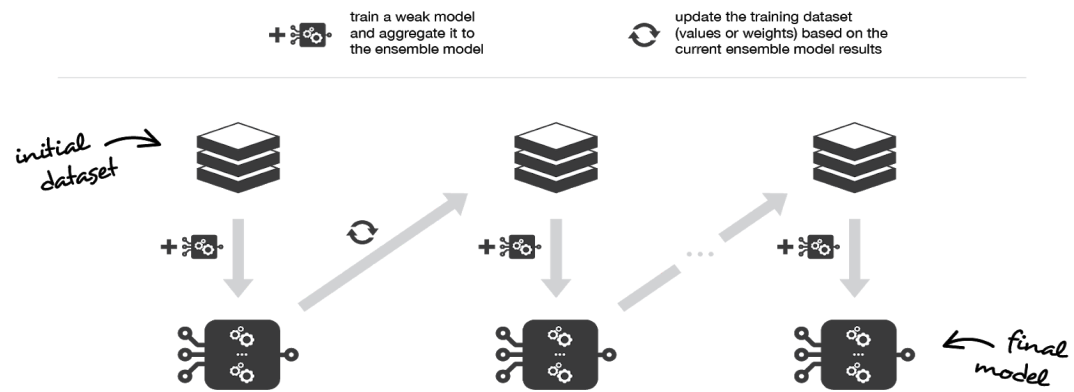 train a weak model
and aggregate it to
the ensemble model
update the training dataset
(values or weights) based on the
current ensemble model results
initial
dataset
final
model